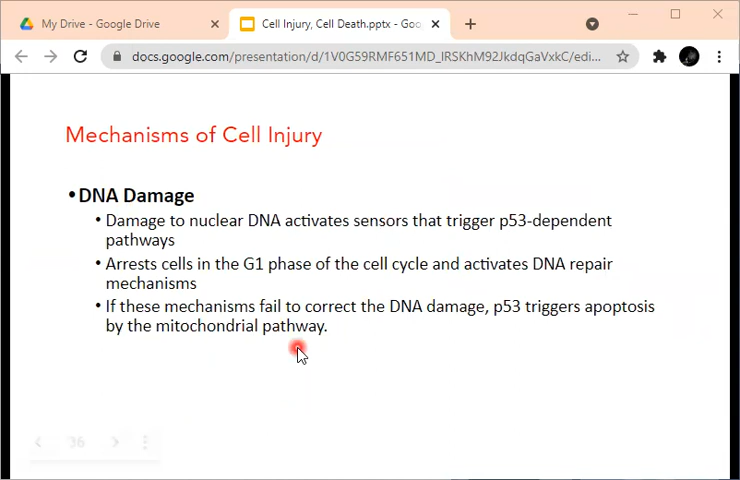 My Drive - Google Drive
Cell Injury, Cell Death.pptx - Goo
docs.google.com/presentation/d/1V0G59RMF651MD_lRSKhM92JkdqGaVxkC/edi...
Mechanisms of Cell Injury
•DNA Damage
• Damage to nuclear DNA activates sensors that trigger p53-dependent
pathways
• Arrests cells in the G1 phase of the cell cycle and activates DNA repair
mechanisms
• If these mechanisms fail to correct the DNA damage, p53 triggers apoptosis
by the mitochondrial pathway.
36